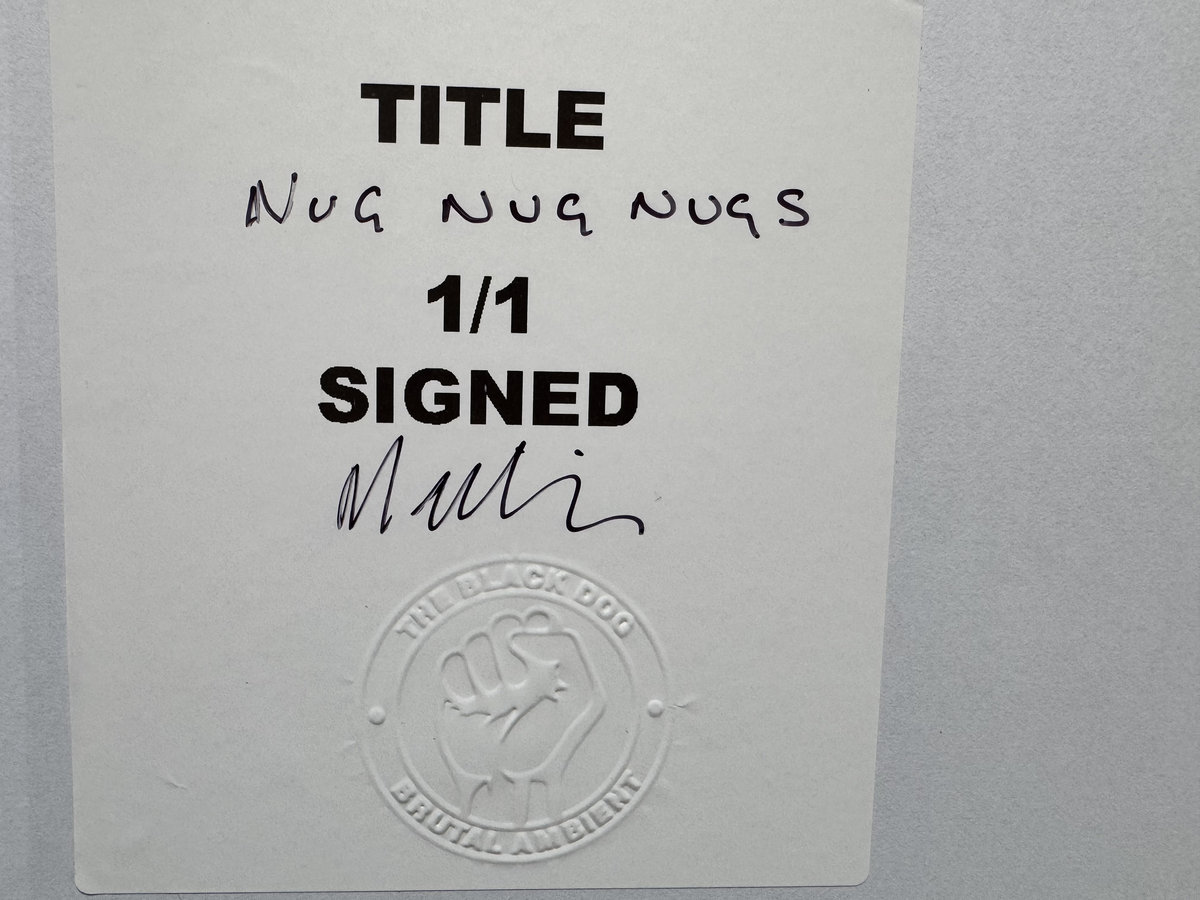 TITLE
NUG NUG NUGS
1/1
SIGNED
THE BLACK DOG
BRUTAL AMBIENT